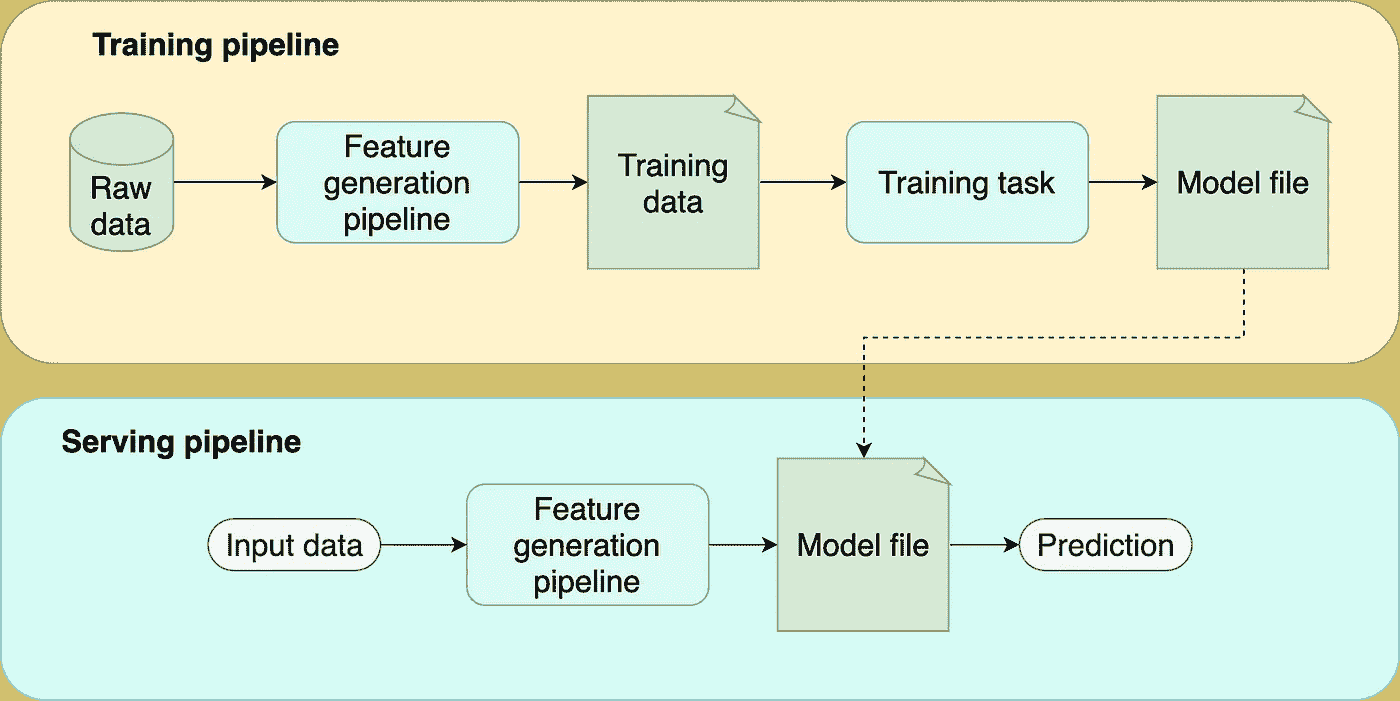 Training pipeline
Raw
data
Feature
generation
pipeline
Training
data
Training task
Model file
Serving pipeline
Input data
Feature
generation
pipeline
Model file
Prediction